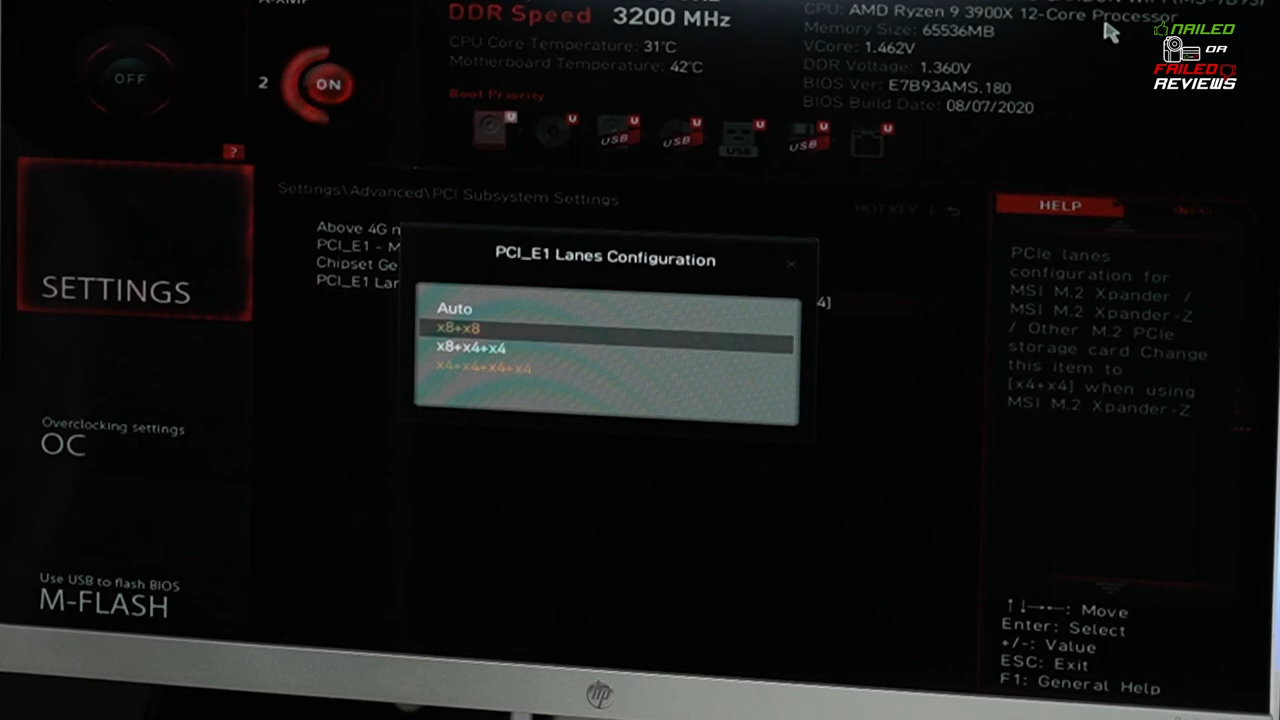 DDR Speed 3200 MHz
CPU Core Temperature: 31°C
Motherboard Temperature: 42°C
Boot Priority
CPU: AMD Ryzen 9 3900X 12-Core Processor
Memory Size: 65536MB
VCore: 1.462V
DDR Voltage: 1.360V
BIOS Ver: E7B93AMS.180
BIOS Build Date: 08/07/2020
NAILED
OR
FAILED
REVIEWS
OFF
2
ON
U
U
U USB
U USB
U USB
U USB
U
?
Settings\Advanced\PCI Subsystem Settings
HOT KEY
Above 4G
PCI_E1 -
Chipset
PCI_E1
4]
PCI_E1 Lanes Configuration
Auto
x8+x8
x8+x4+x4
x4+x4+x4+x4
SETTINGS
Overclocking settings
OC
Use USB to flash BIOS
M-FLASH
HELP
PCIe lanes
configuration for
MSI M.2 Xpander /
MSI M.2 Xpander-Z
/ Other M.2 PCIe
storage card Change
this item to
[x4+x4] when using
MSI M.2 Xpander-Z
↑↓→←: Move
Enter: Select
+/-: Value
ESC: Exit
F1: General Help
hp